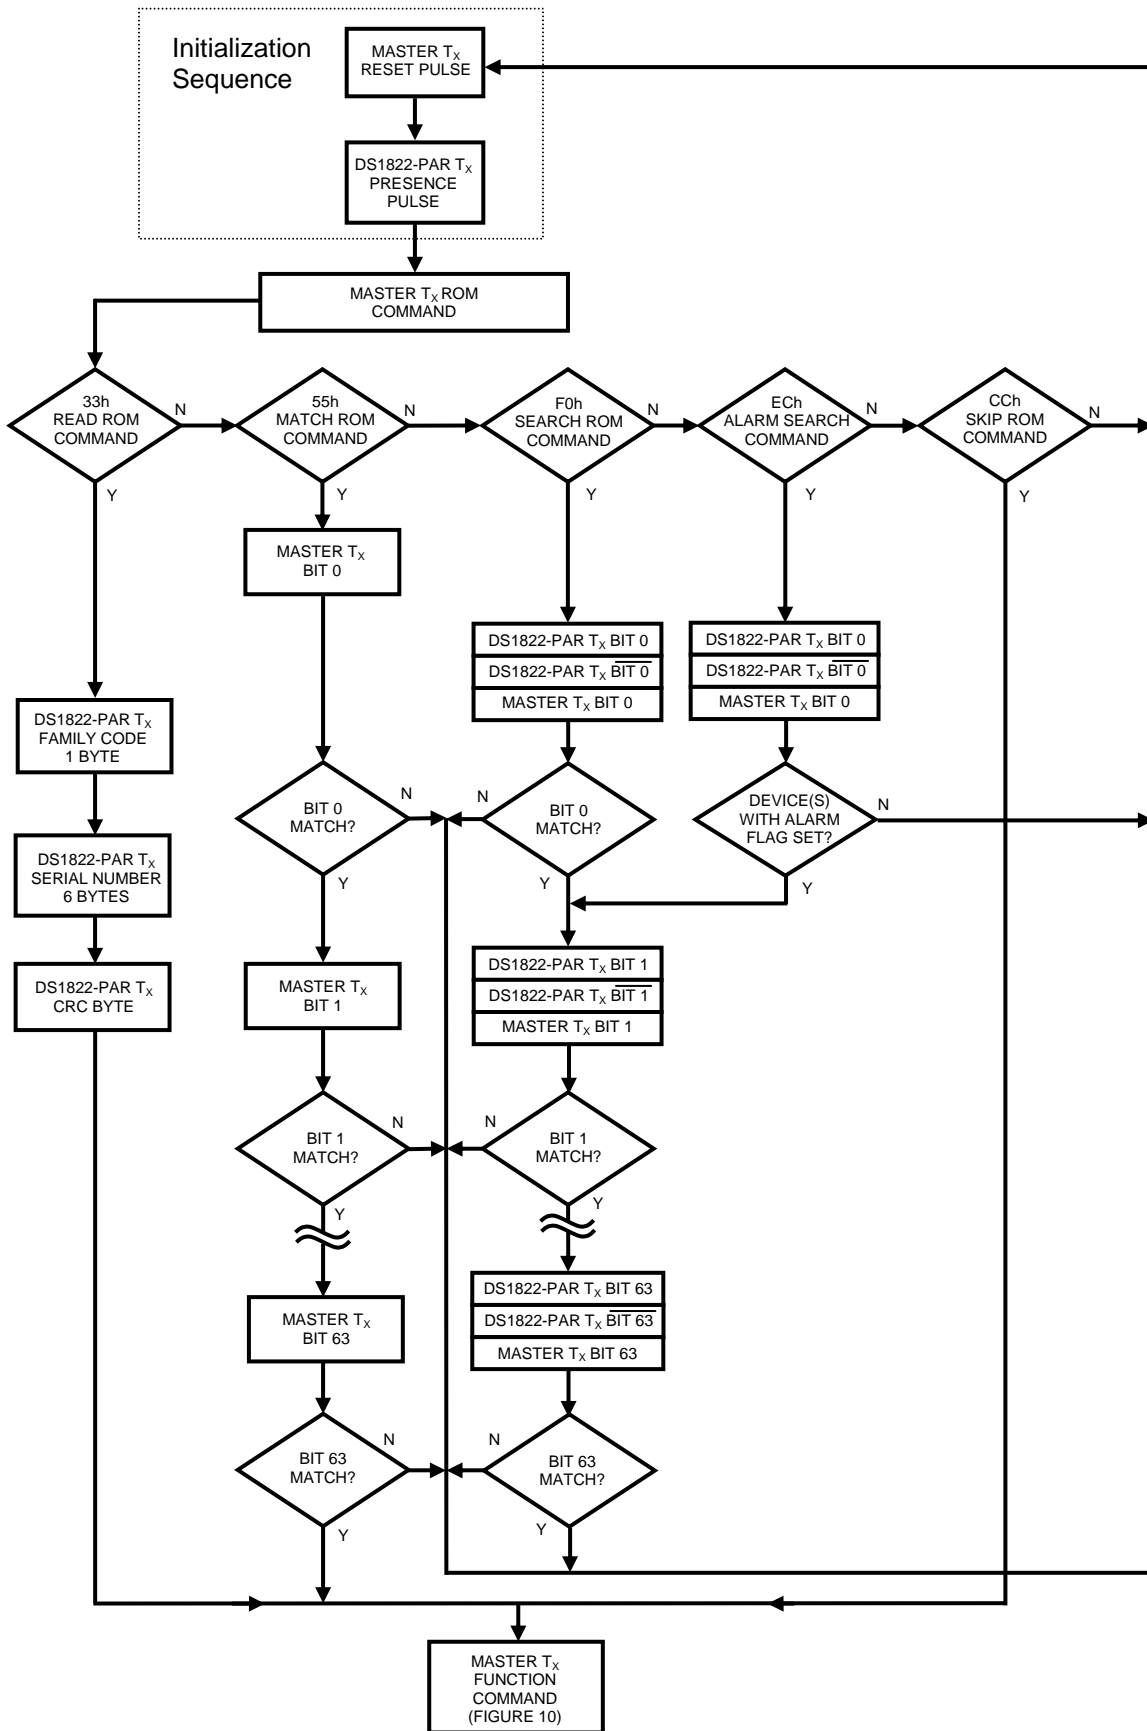 Initialization
Sequence
MASTER TX
RESET PULSE
DS1822-PAR TX
PRESENCE
PULSE
MASTER TX ROM
COMMAND
33h
READ ROM
COMMAND
N
Y
55h
MATCH ROM
COMMAND
N
Y
F0h
SEARCH ROM
COMMAND
N
Y
ECh
ALARM SEARCH
COMMAND
N
Y
CCh
SKIP ROM
COMMAND
N
Y
DS1822-PAR TX
FAMILY CODE
1 BYTE
DS1822-PAR TX
SERIAL NUMBER
6 BYTES
DS1822-PAR TX
CRC BYTE
MASTER TX
BIT 0
BIT 0
MATCH?
N
Y
MASTER TX
BIT 1
BIT 1
MATCH?
N
Y
MASTER TX
BIT 63
BIT 63
MATCH?
N
Y
DS1822-PAR TX BIT 0
DS1822-PAR TX BIT 0
MASTER TX BIT 0
BIT 0
MATCH?
N
Y
DS1822-PAR TX BIT 1
DS1822-PAR TX BIT 1
MASTER TX BIT 1
BIT 1
MATCH?
N
Y
DS1822-PAR TX BIT 63
DS1822-PAR TX BIT 63
MASTER TX BIT 63
BIT 63
MATCH?
N
Y
DS1822-PAR TX BIT 0
DS1822-PAR TX BIT 0
MASTER TX BIT 0
DEVICE(S)
WITH ALARM
FLAG SET?
N
Y
MASTER TX
FUNCTION
COMMAND
(FIGURE 10)